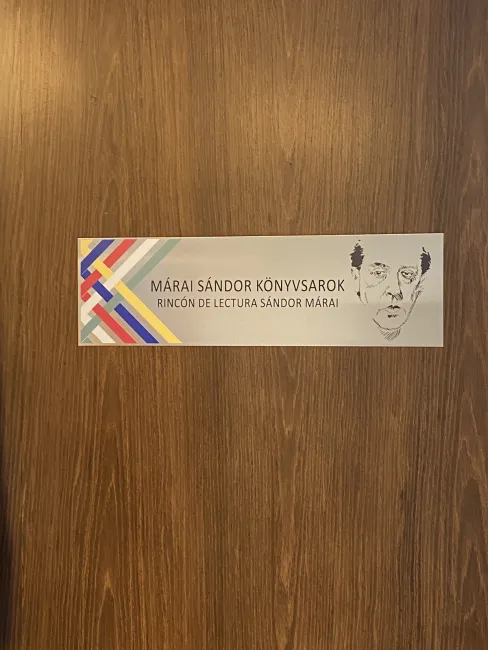 MÁRAI SÁNDOR KÖNYVSAROK
RINCÓN DE LECTURA SÁNDOR MÁRAI